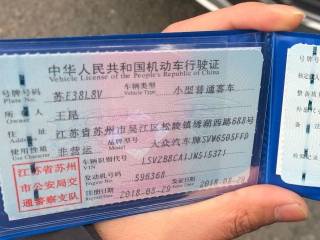 中华人民共和国机动车行驶证
Vehicle License of the People's Republic of China
号牌号码 苏E38L8V 车辆类型 小型普通客车
Plate No. Vehicle Type
所有人 王昆
Owner
住址 江苏省苏州市吴江区松陵镇绣湖西路688号
Address
使用性质 非营运 品牌型号 大众汽车牌SVW6505FFD
Use Character Model
江苏省苏州
市公安局交
通警察支队
车辆识别代号
VIN
发动机号码 S96368
Engine No.
注册日期 2018-05-29 发证日期 2018-05-29
Register Date Issue Date
号牌